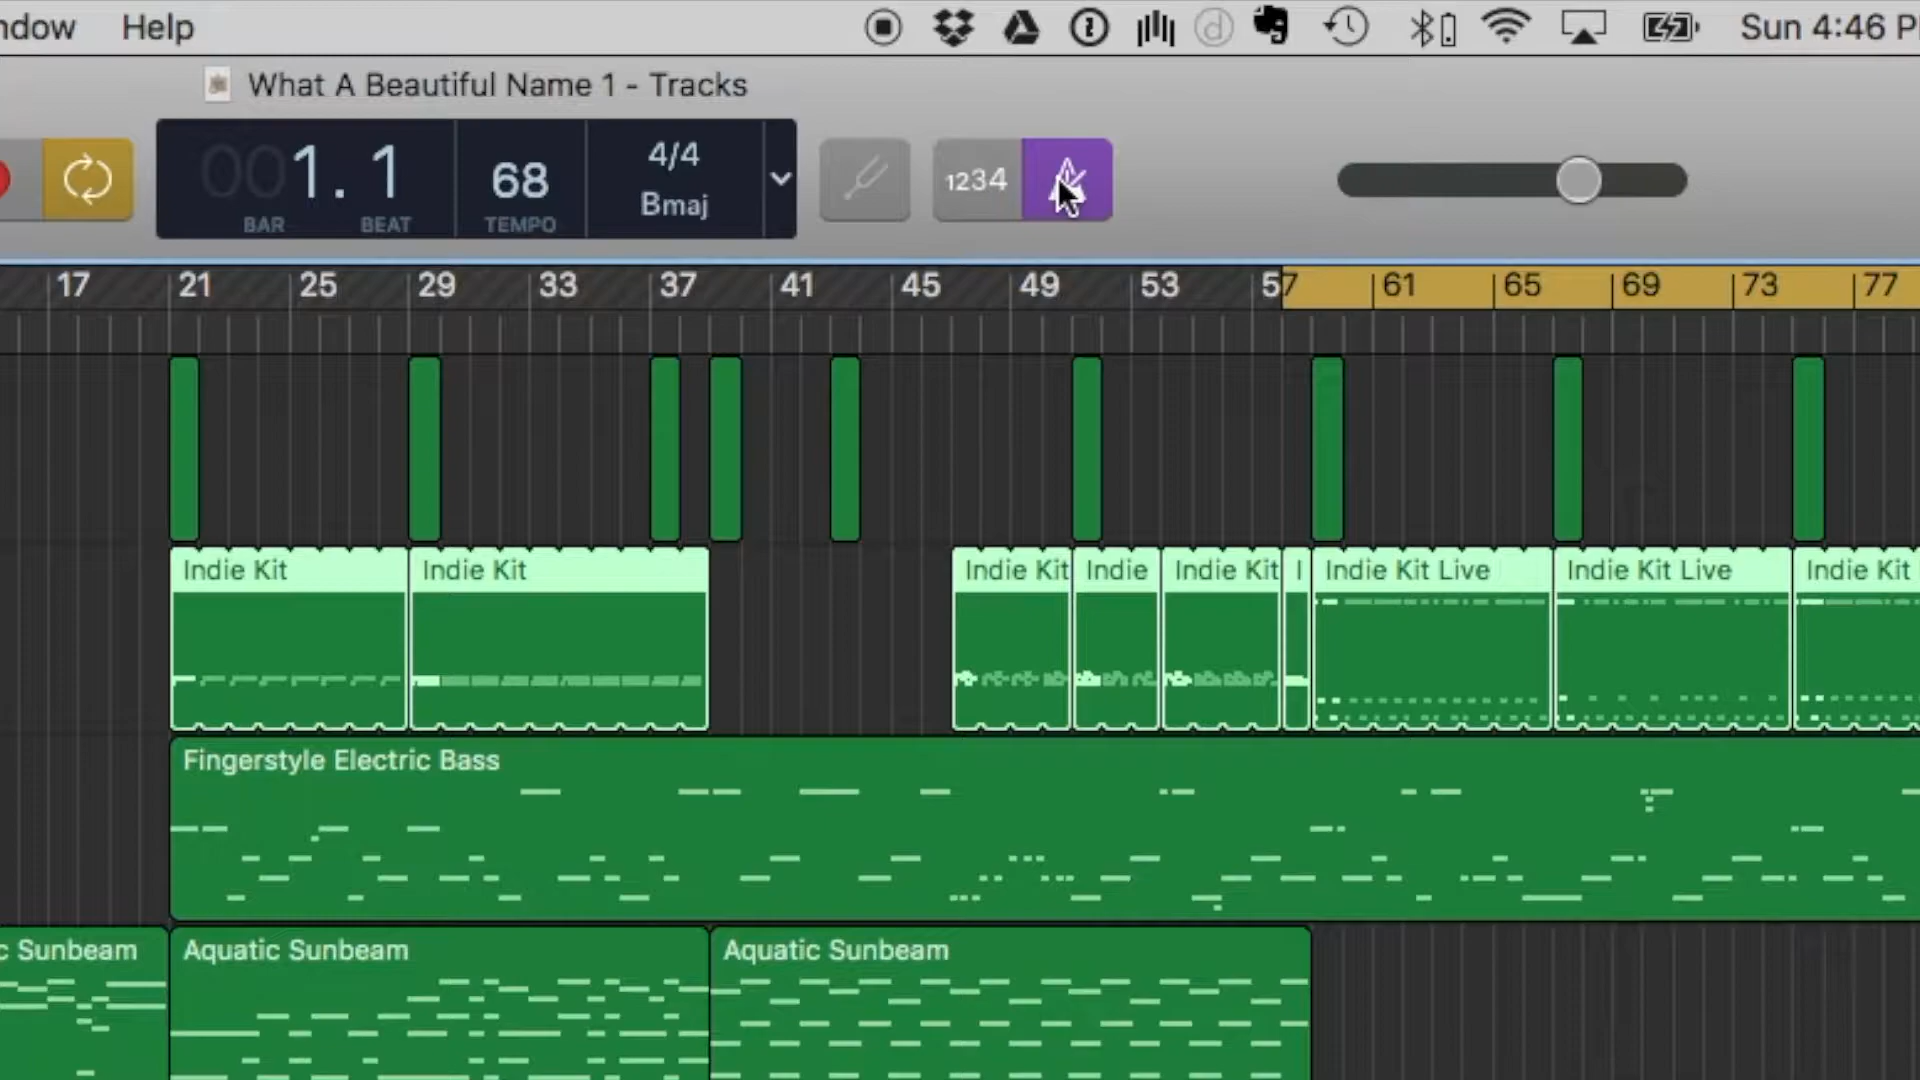 ndow Help Sun 4:46 P
What A Beautiful Name 1 - Tracks
001. 1 68 4/4 1234
Bmaj
BAR BEAT TEMPO
17 21 25 29 33 37 41 45 49 53 57 61 65 69 73 77
Indie Kit Indie Kit Indie Kit Indie Indie Kit I Indie Kit Live Indie Kit Live Indie Kit
Fingerstyle Electric Bass
c Sunbeam Aquatic Sunbeam Aquatic Sunbeam